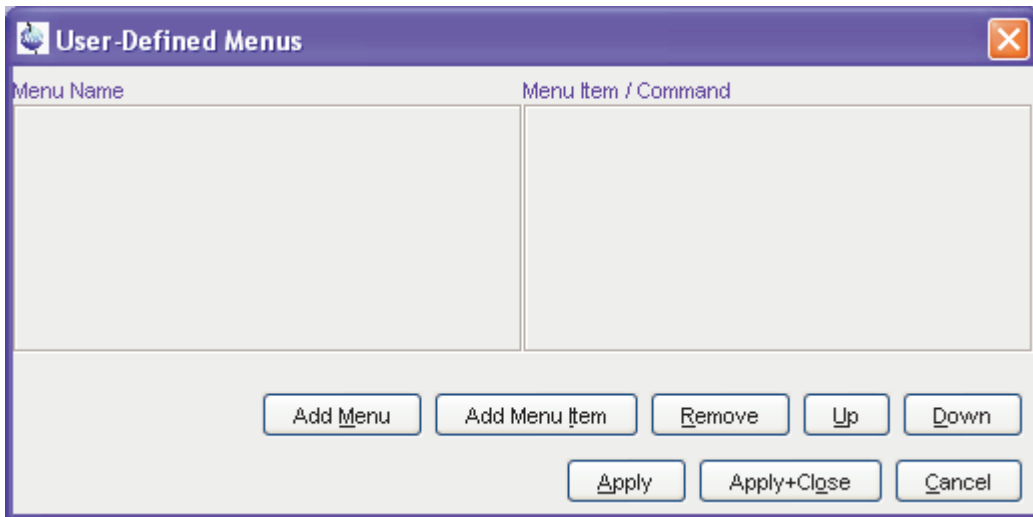 User-Defined Menus
Menu Name Menu Item / Command
Add Menu Add Menu Item Remove Up Down
Apply Apply+Close Cancel